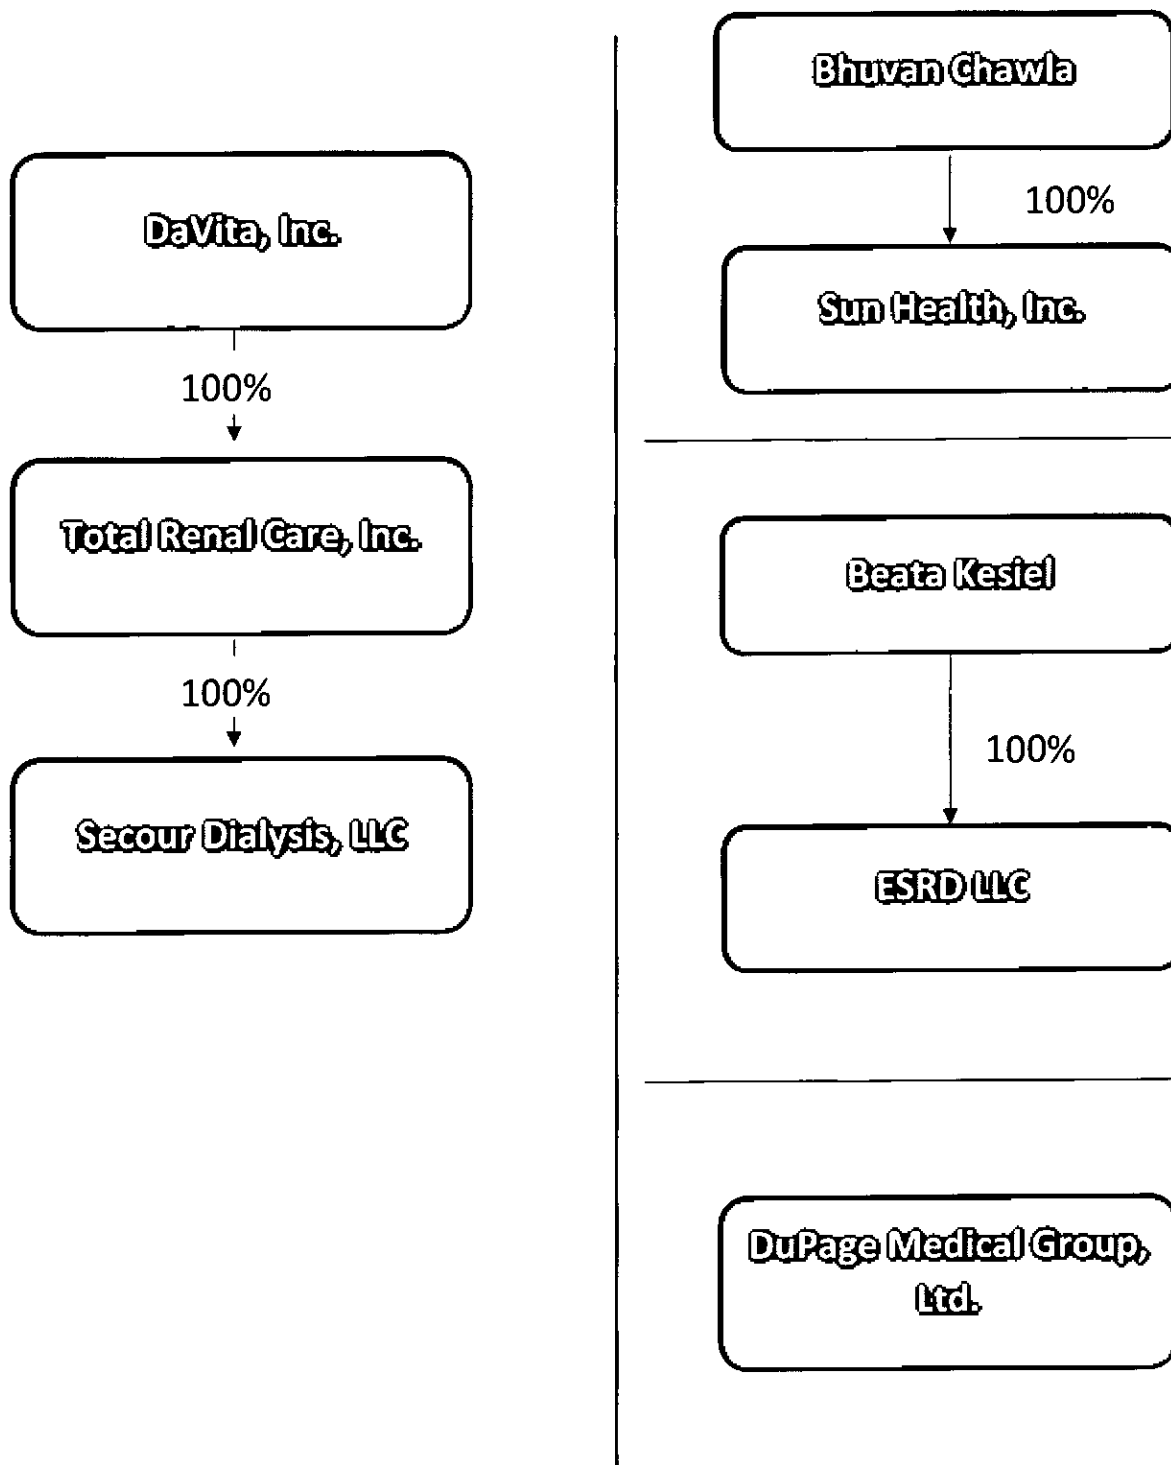 DaVita, Inc.
100%
Total Renal Care, Inc.
100%
Secour Dialysis, LLC
Bhuvan Chawla
100%
Sun Health, Inc.
Beata Kesiel
100%
ESRD LLC
DuPage Medical Group,
Ltd.